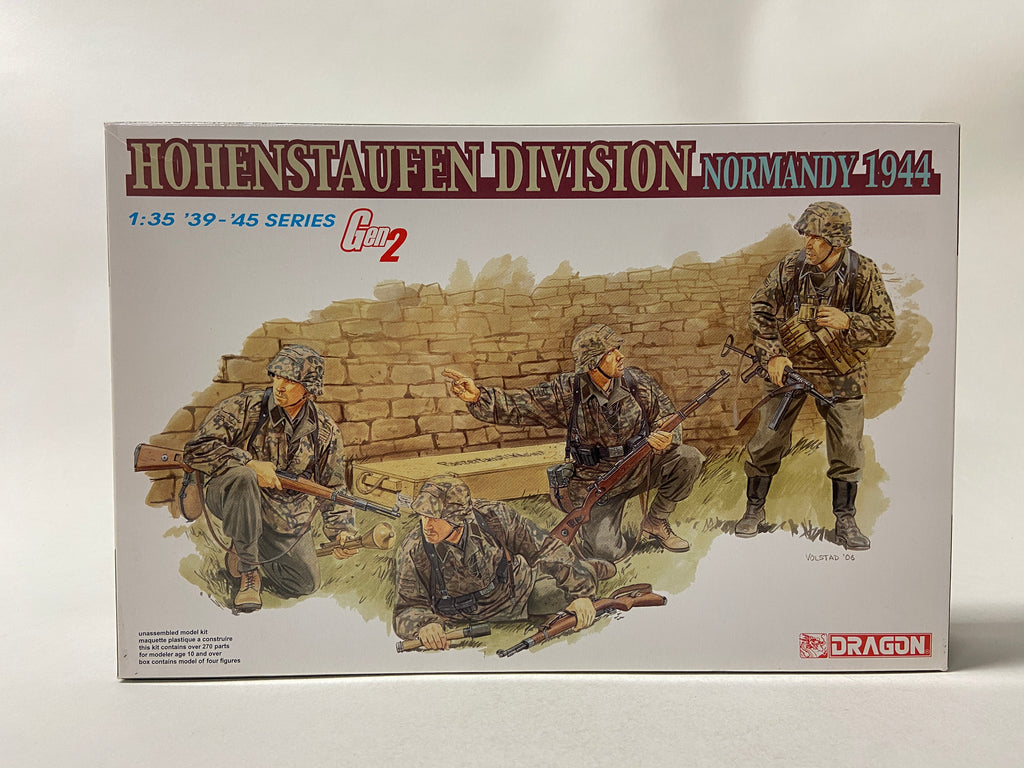 HOHENSTAUFEN DIVISION NORMANDY 1944
1:35 '39-'45 SERIES Gen2
VOLSTAD '06
unassembled model kit
maquette plastique a construire
this kit contains over 270 parts
for modeler age 10 and over
box contains model of four figures
DRAGON